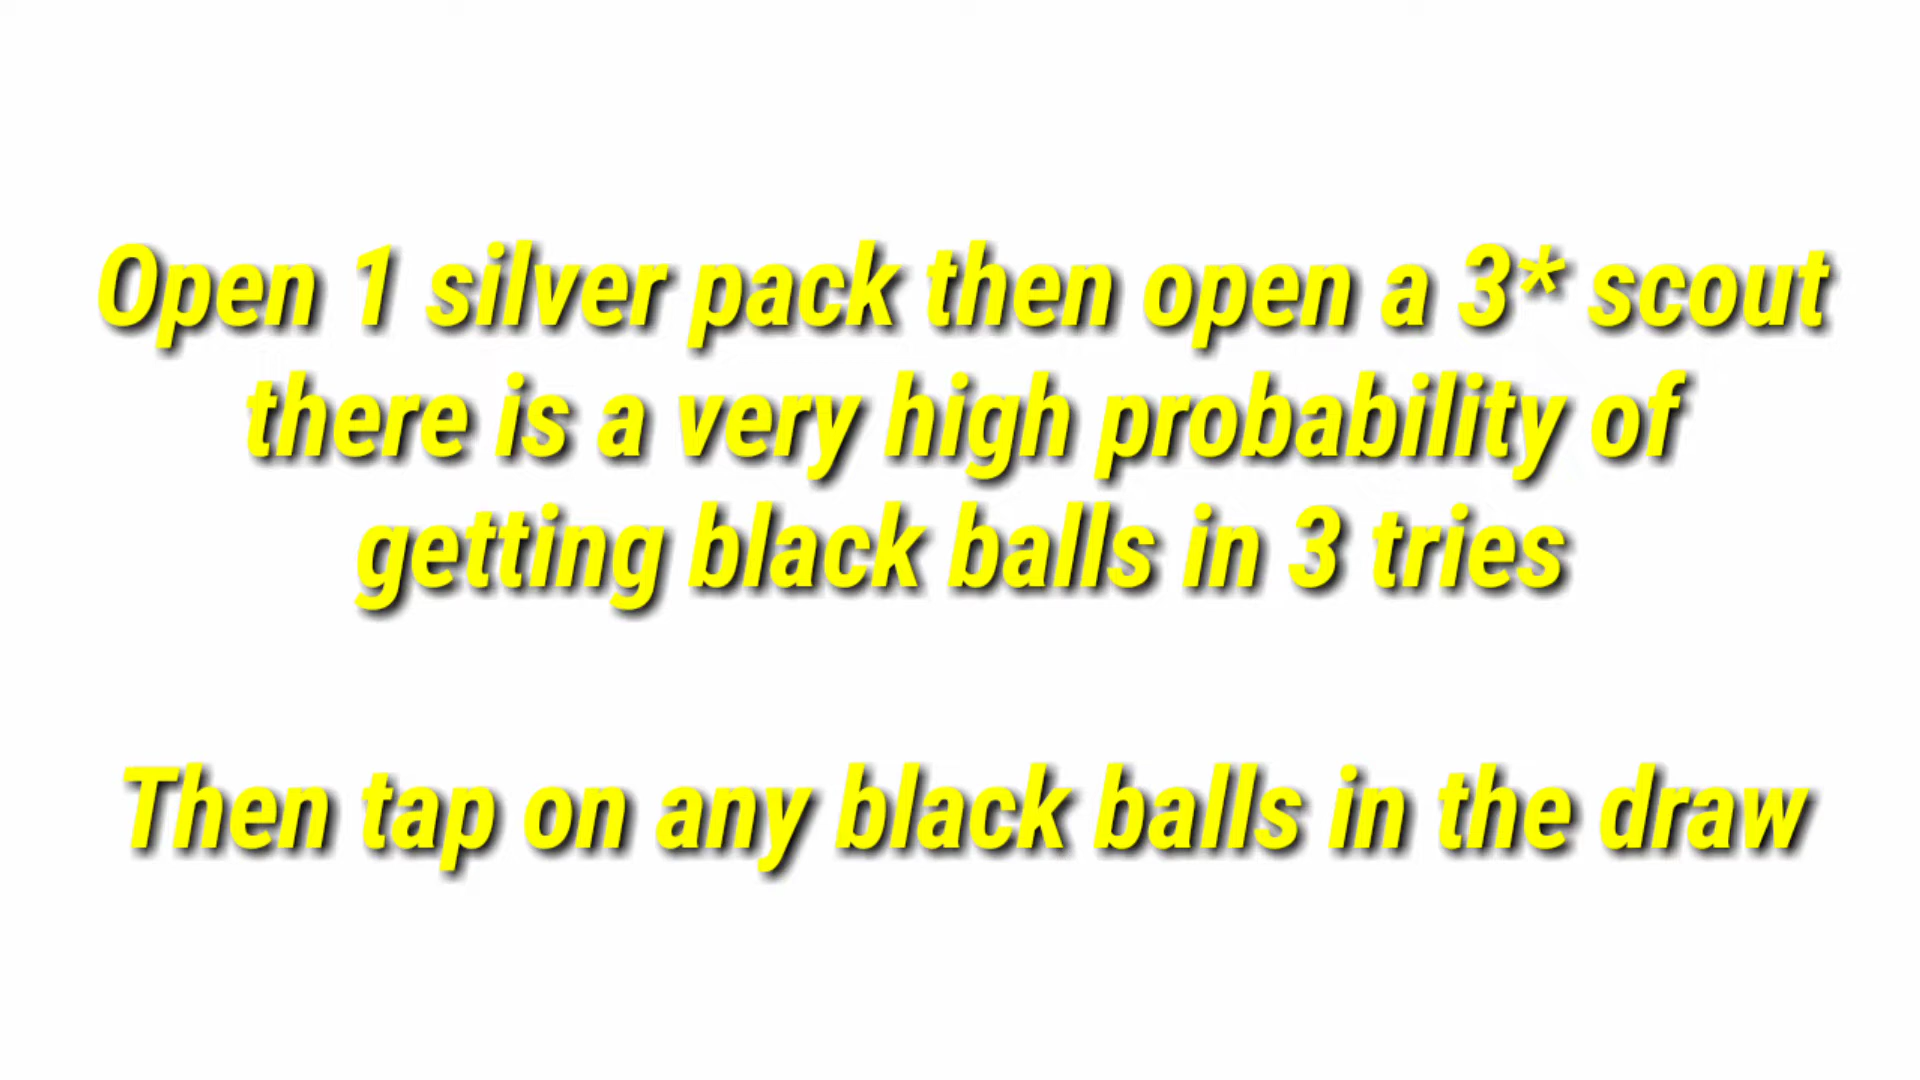 Open 1 silver pack then open a 3* scout
there is a very high probability of
getting black balls in 3 tries
Then tap on any black balls in the draw